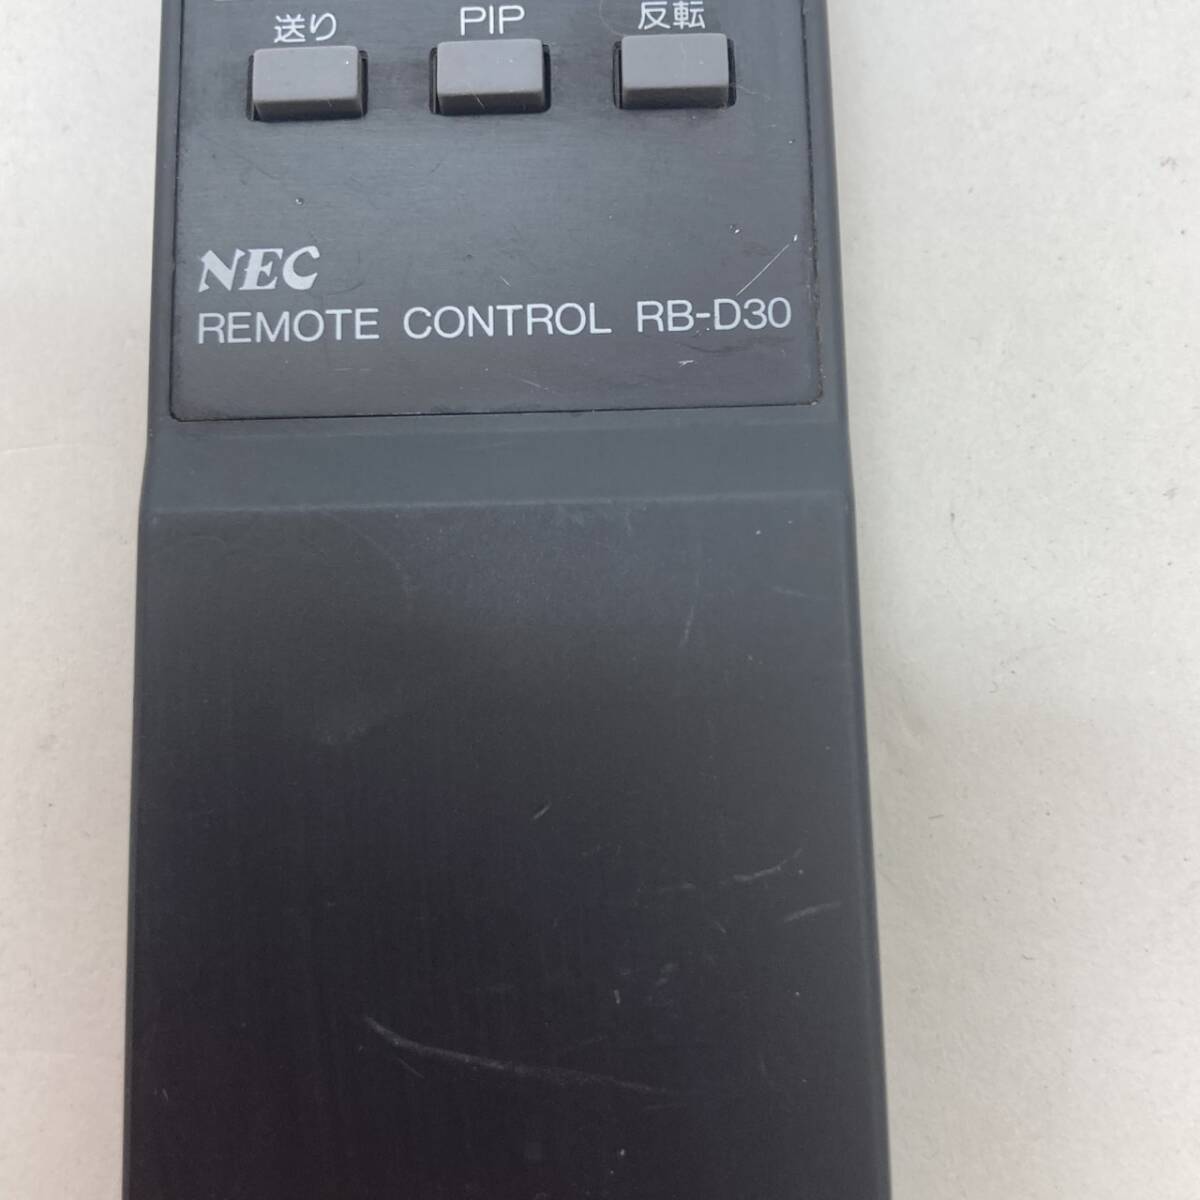 送り PIP 反転
NEC
REMOTE CONTROL RB-D30